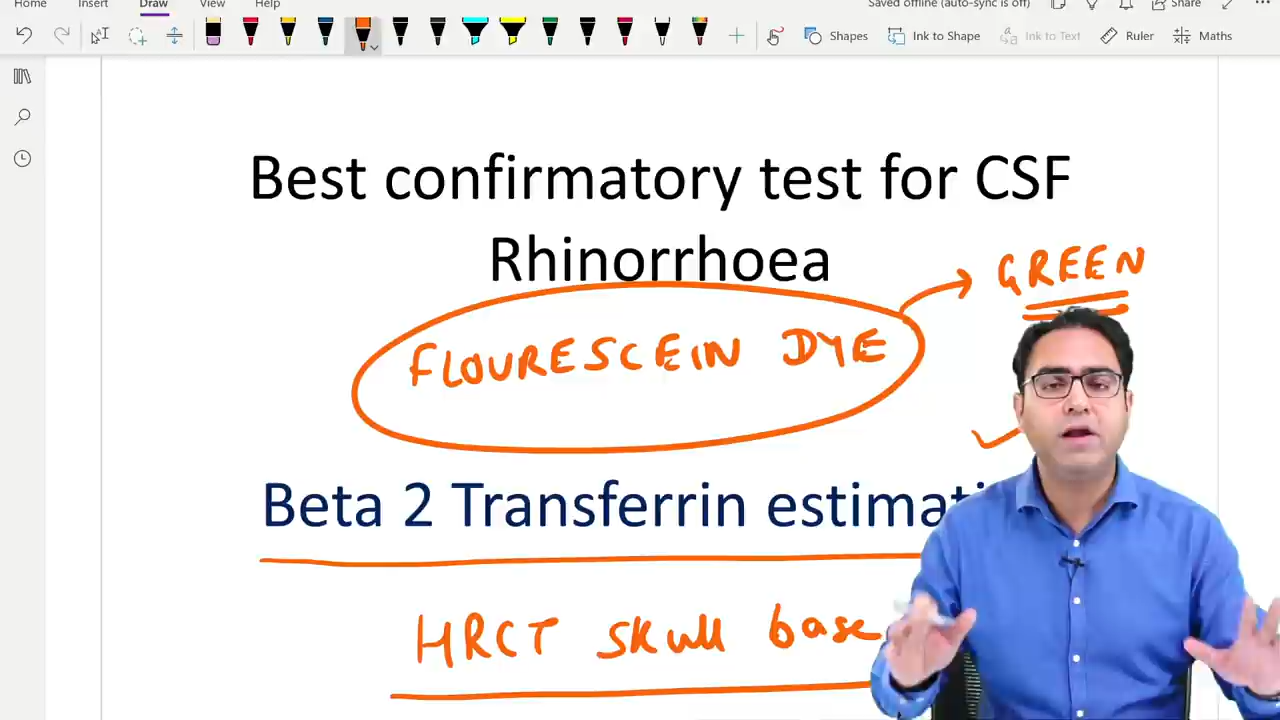 Home Insert Draw View Help Saved offline (auto-sync is off) Share
Shapes Ink to Shape Ink to Text Ruler Maths
Best confirmatory test for CSF
Rhinorrhoea
GREEN
FLOURESCEIN DYE
Beta 2 Transferrin estimati
HRCT skull base